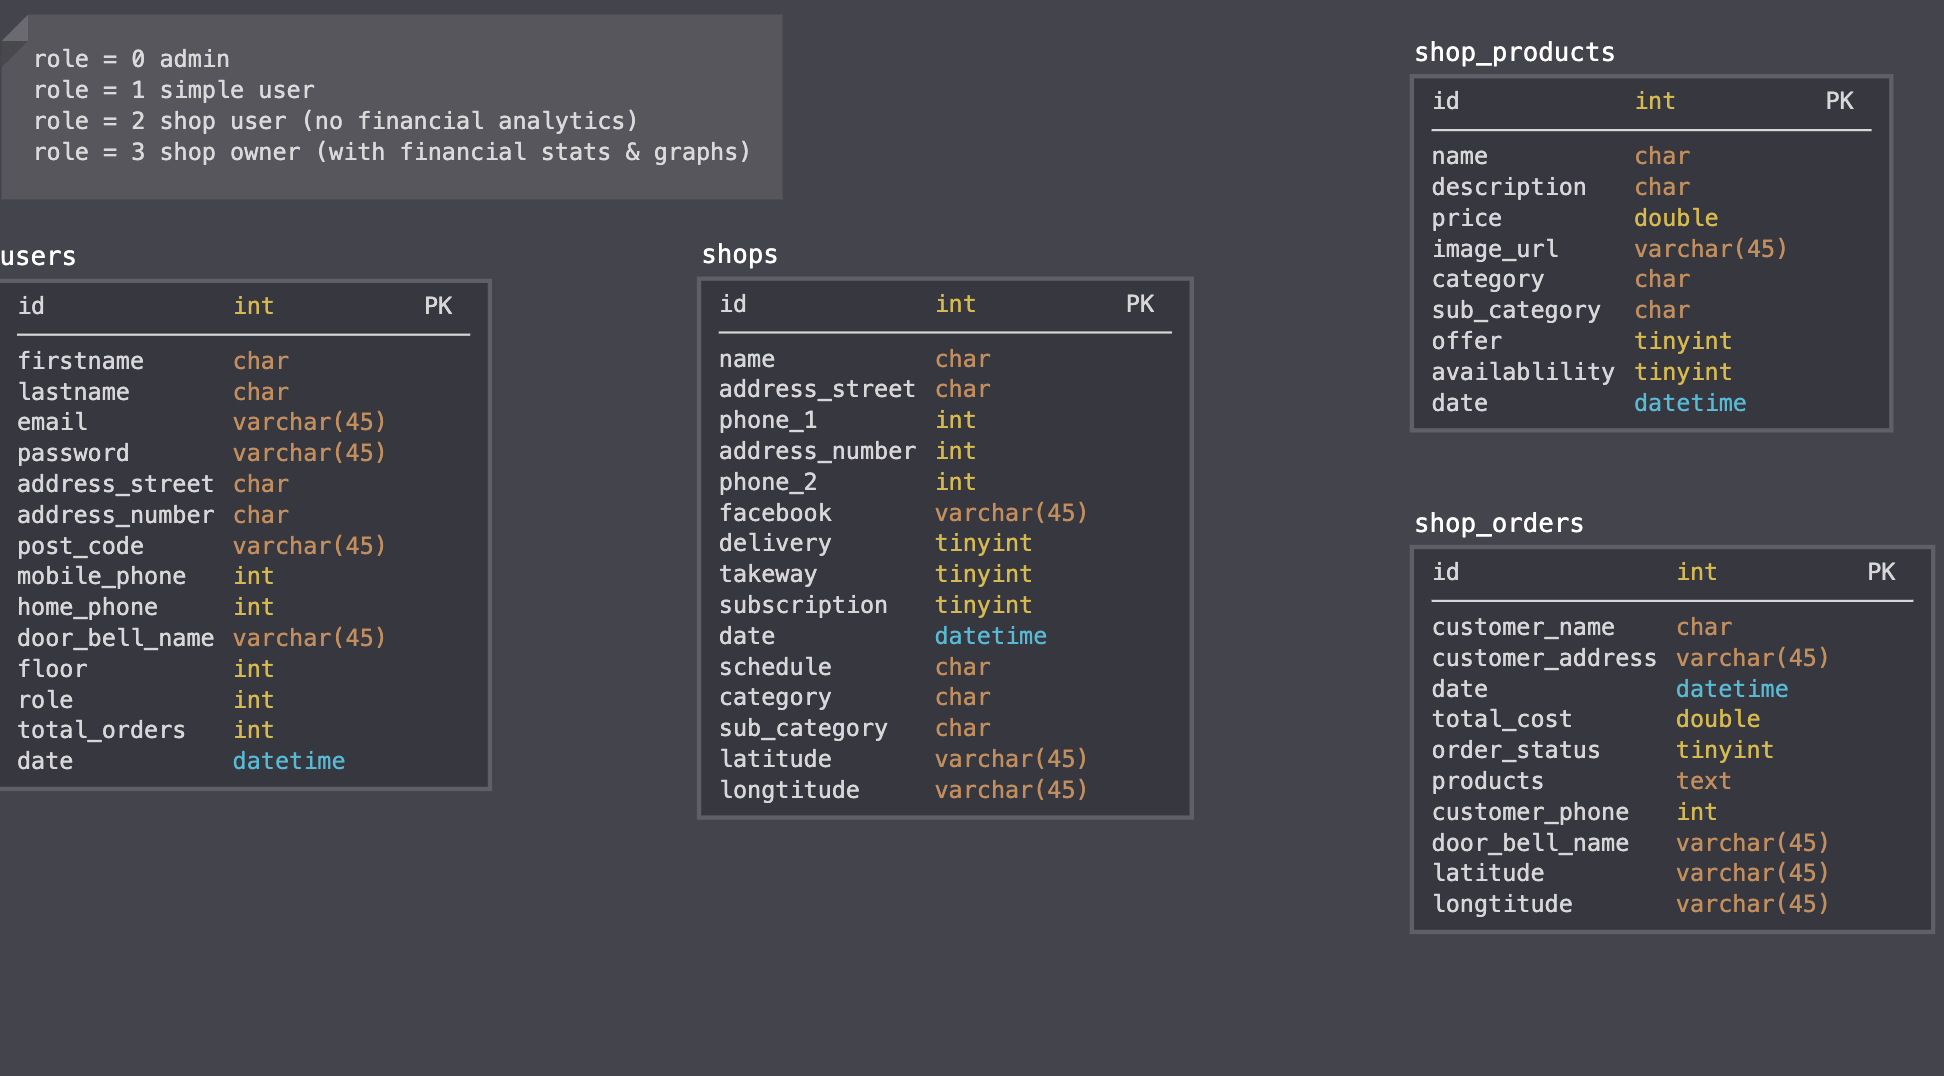 role = 0 admin
role = 1 simple user
role = 2 shop user (no financial analytics)
role = 3 shop owner (with financial stats & graphs)
users
id int PK
firstname char
lastname char
email varchar(45)
password varchar(45)
address_street char
address_number char
post_code varchar(45)
mobile_phone int
home_phone int
door_bell_name varchar(45)
floor int
role int
total_orders int
date datetime
shops
id int PK
name char
address_street char
phone_1 int
address_number int
phone_2 int
facebook varchar(45)
delivery tinyint
takeway tinyint
subscription tinyint
date datetime
schedule char
category char
sub_category char
latitude varchar(45)
longtitude varchar(45)
shop_products
id int PK
name char
description char
price double
image_url varchar(45)
category char
sub_category char
offer tinyint
availablility tinyint
date datetime
shop_orders
id int PK
customer_name char
customer_address varchar(45)
date datetime
total_cost double
order_status tinyint
products text
customer_phone int
door_bell_name varchar(45)
latitude varchar(45)
longtitude varchar(45)